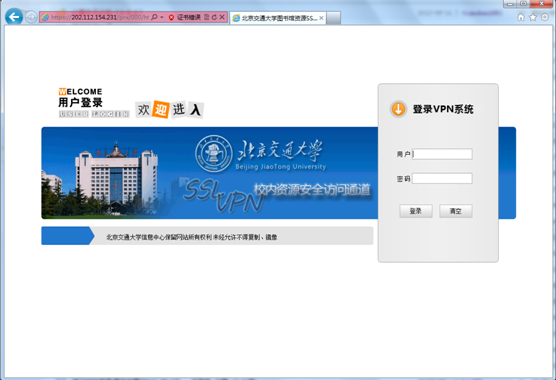 https://202.112.154.231/por/
证书错误
北京交通大学图书馆资源SS...
WELCOME
用户登录
欢迎进入
登录VPN系统
北京交通大学
Beijing JiaoTong University
用户
密码
SSL VPN
校内资源安全访问通道
登录 清空
北京交通大学信息中心保留网站所有权利 未经允许不得复制、镜像